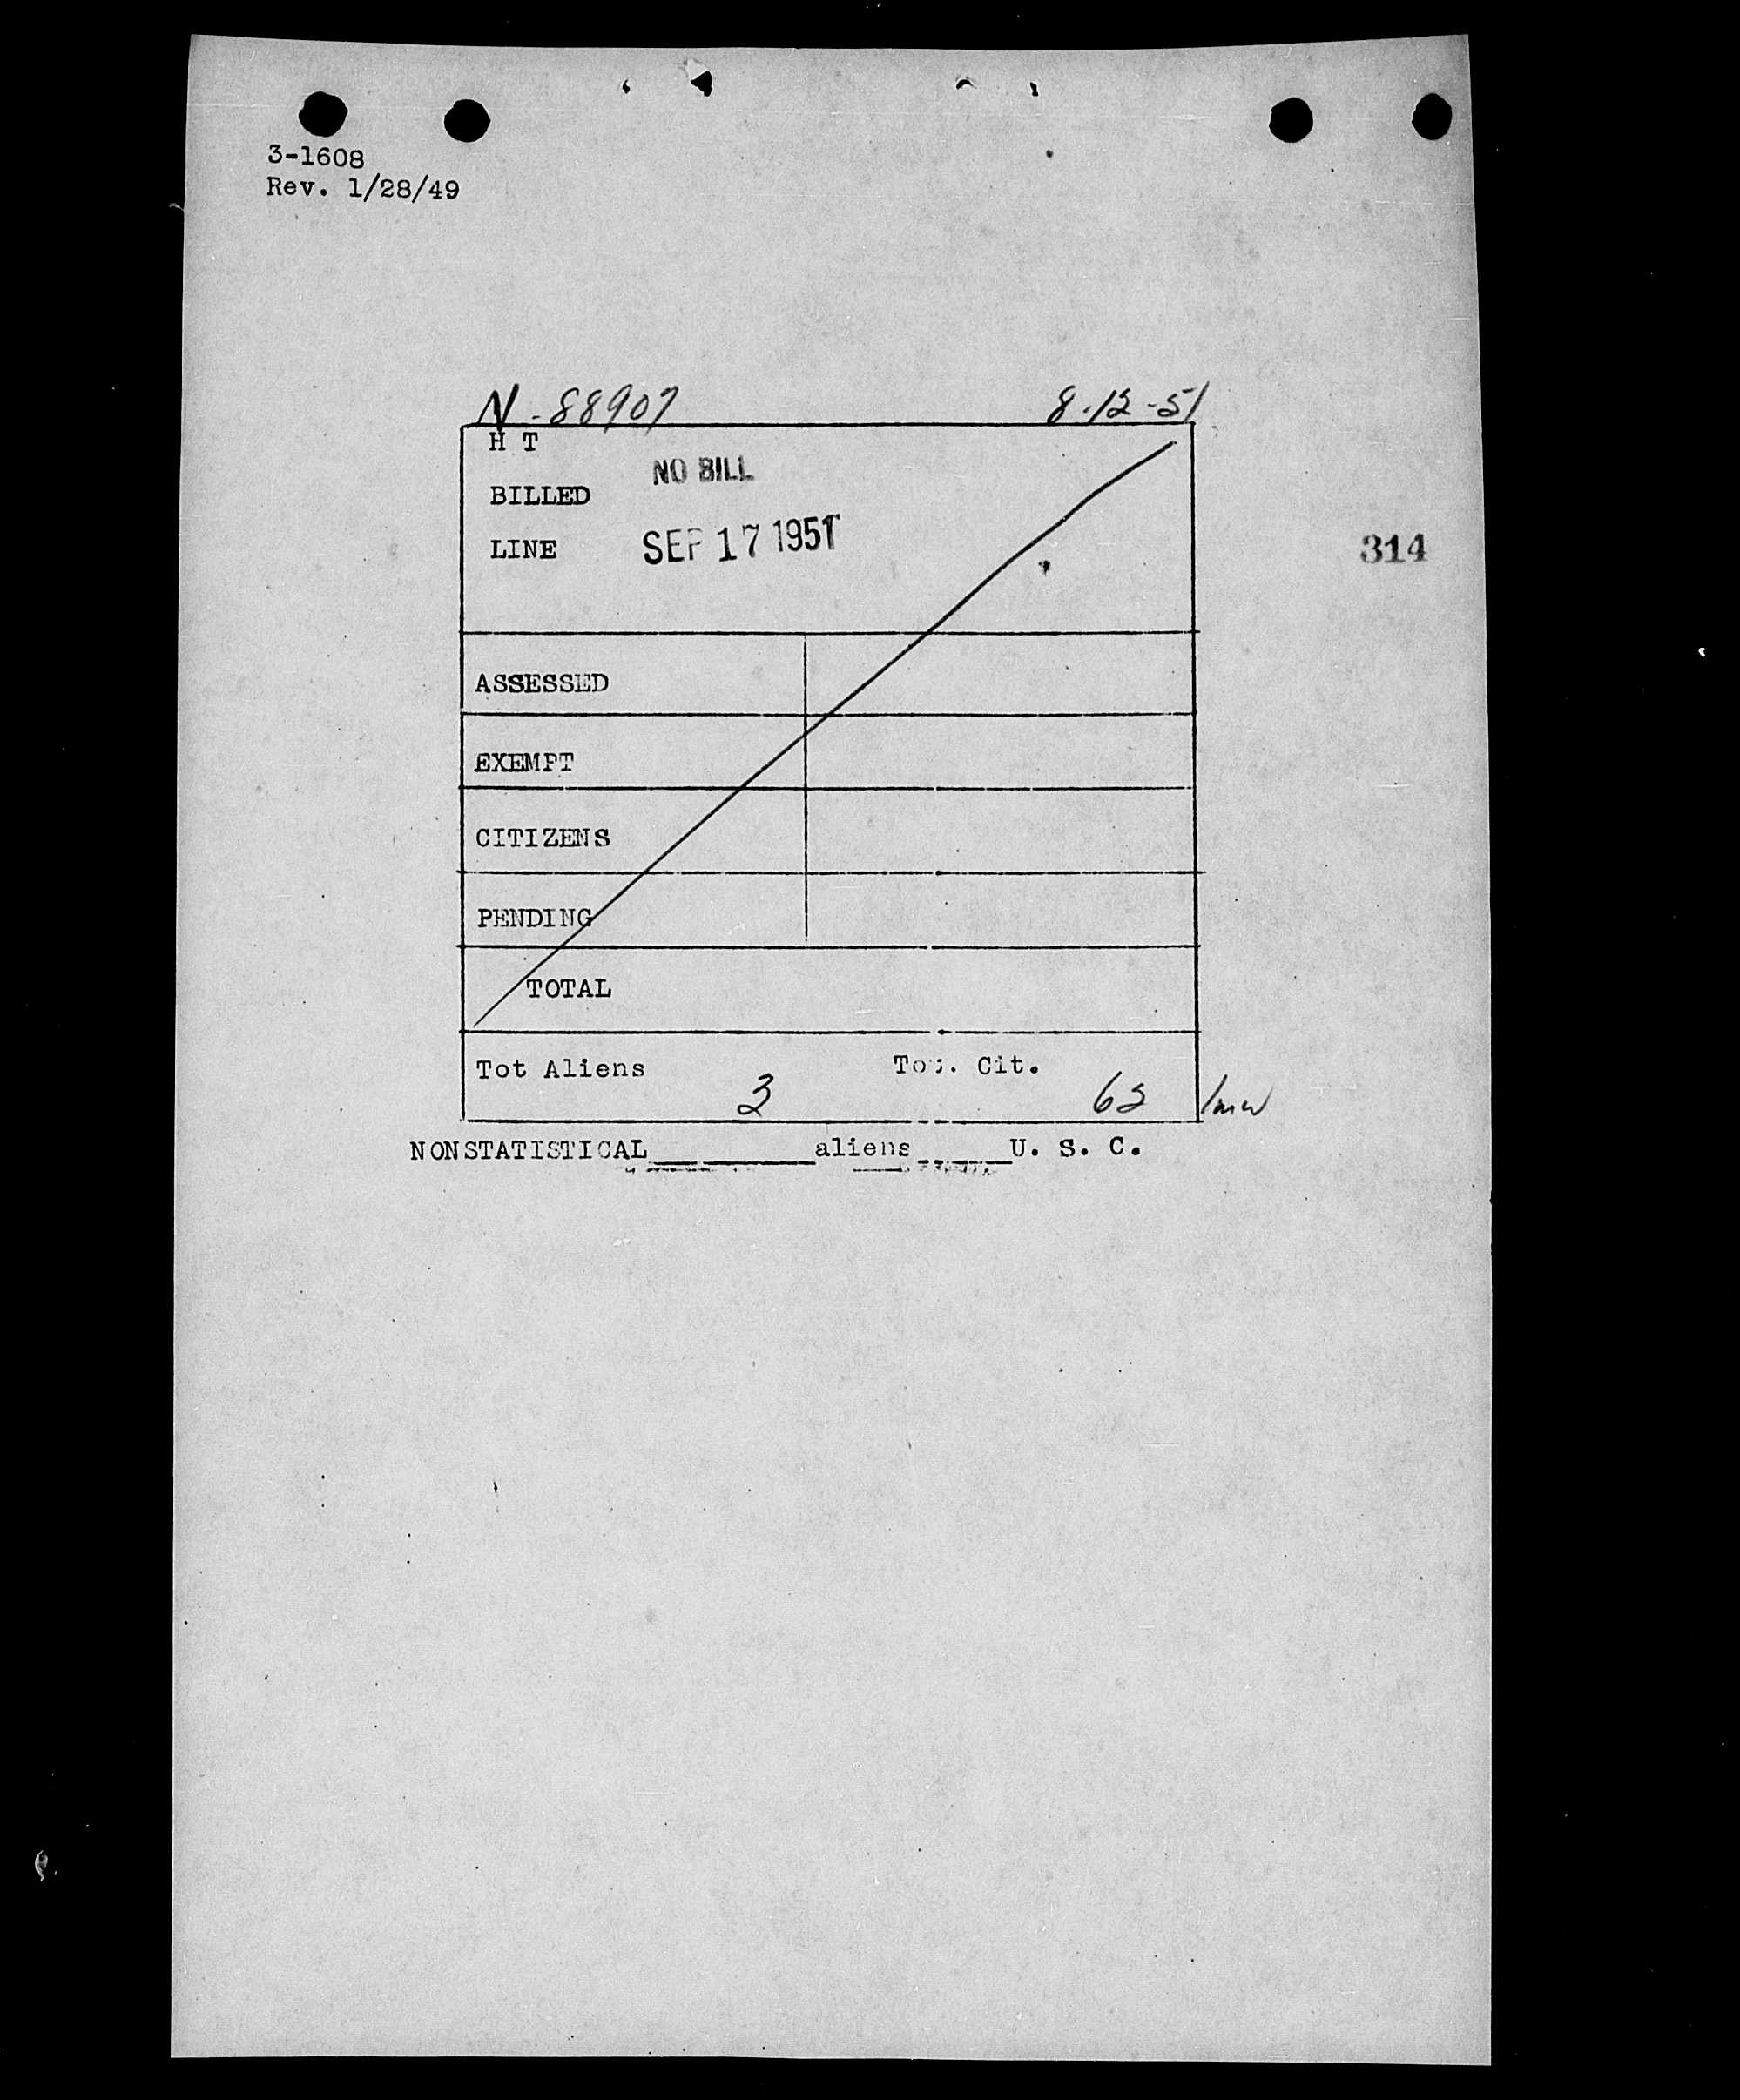 3-1608
Rev. 1/28/49
N-88907 8-12-51
H T
NO BILL
BILLED
LINE SEP 17 1951
314
ASSESSED
EXEMPT
CITIZENS
PENDING
TOTAL
Tot Aliens 3 Tot. Cit. 63
NONSTATISTICAL aliens U. S. C.